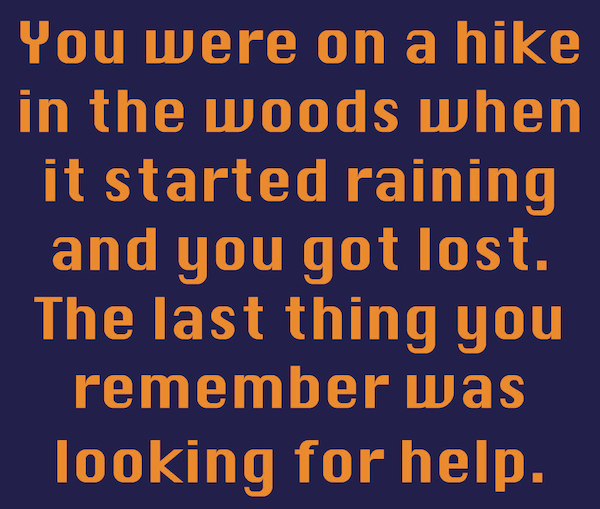 You were on a hike
in the woods when
it started raining
and you got lost.
The last thing you
remember was
looking for help.